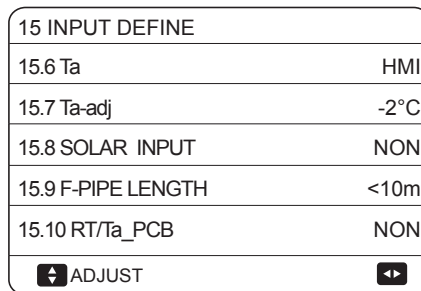 15 INPUT DEFINE
15.6 Ta HMI
15.7 Ta-adj -2°C
15.8 SOLAR INPUT NON
15.9 F-PIPE LENGTH <10m
15.10 RT/Ta_PCB NON
ADJUST